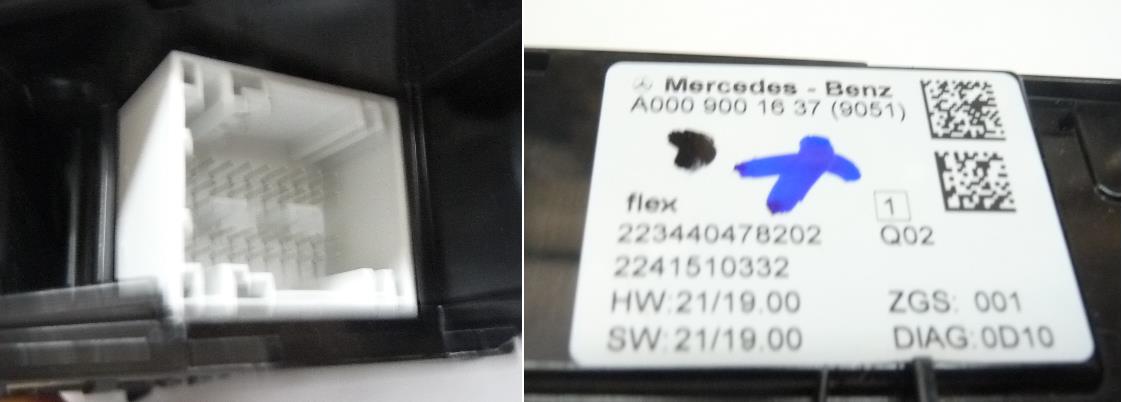 Mercedes - Benz
A000 900 16 37 (9051)
flex
1
223440478202
Q02
2241510332
HW:21/19.00 ZGS: 001
SW:21/19.00 DIAG:0D10